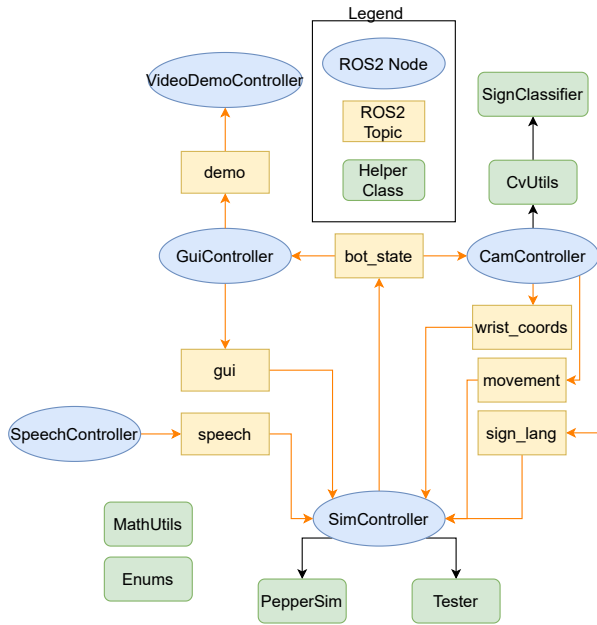 Legend
ROS2 Node
ROS2
Topic
Helper
Class
VideoDemoController
SignClassifier
demo
CvUtils
GuiController
bot_state
CamController
wrist_coords
gui
movement
SpeechController
speech
sign_lang
SimController
MathUtils
Enums
PepperSim
Tester